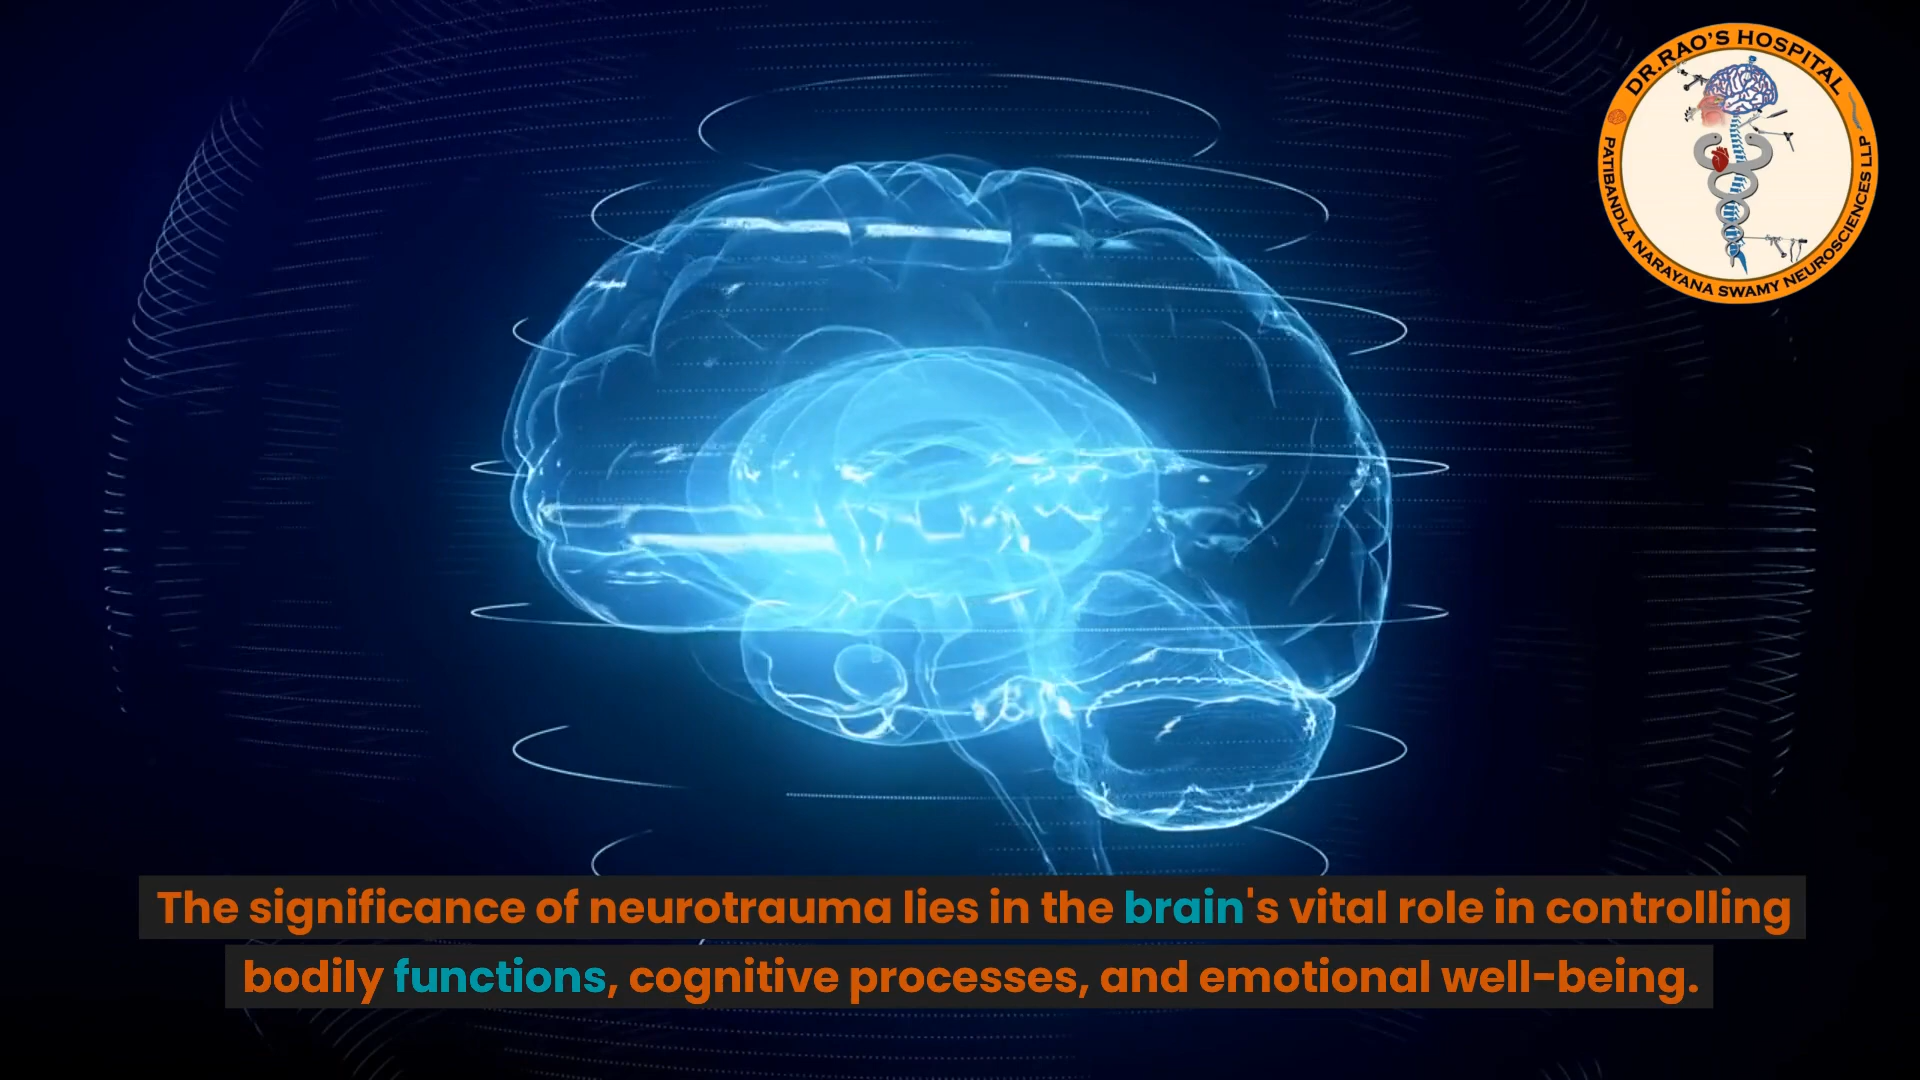 DR.RAO'S HOSPITAL
PATIBANDLA NARAYANA SWAMY NEUROSCIENCES LLP
The significance of neurotrauma lies in the brain's vital role in controlling
bodily functions, cognitive processes, and emotional well-being.